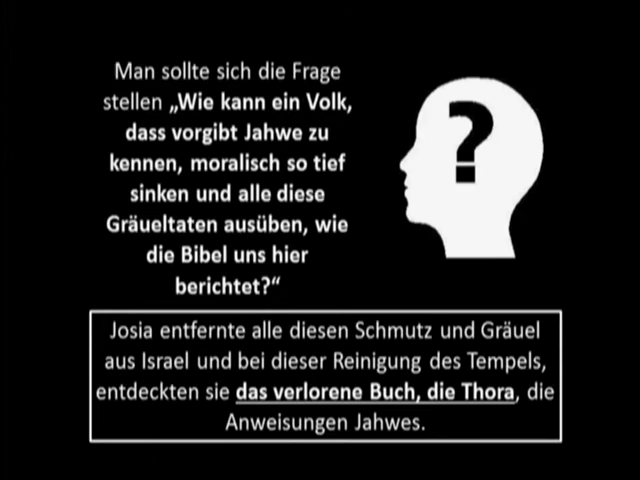 Man sollte sich die Frage
stellen „Wie kann ein Volk,
dass vorgibt Jahwe zu
kennen, moralisch so tief
sinken und alle diese
Gräueltaten ausüben, wie
die Bibel uns hier
berichtet?“
?
Josia entfernte alle diesen Schmutz und Gräuel
aus Israel und bei dieser Reinigung des Tempels,
entdeckten sie das verlorene Buch, die Thora, die
Anweisungen Jahwes.